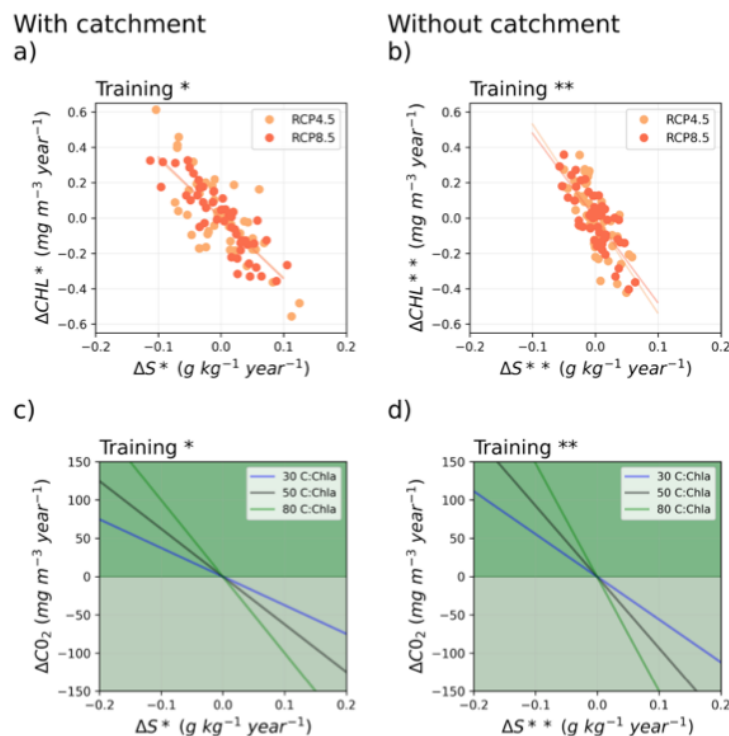 With catchment
Without catchment
a)
b)
Training *
Training **
RCP4.5
RCP8.5
RCP4.5
RCP8.5
ΔCHL* (mg m⁻³ year⁻¹)
0.6
0.4
0.2
0.0
−0.2
−0.4
−0.6
−0.2 −0.1 0.0 0.1 0.2
ΔS* (g kg⁻¹ year⁻¹)
ΔCHL** (mg m⁻³ year⁻¹)
0.6
0.4
0.2
0.0
−0.2
−0.4
−0.6
−0.2 −0.1 0.0 0.1 0.2
ΔS** (g kg⁻¹ year⁻¹)
c)
d)
Training *
Training **
30 C:Chla
50 C:Chla
80 C:Chla
30 C:Chla
50 C:Chla
80 C:Chla
ΔC0₂ (mg m⁻³ year⁻¹)
150
100
50
0
−50
−100
−150
−0.2 −0.1 0.0 0.1 0.2
ΔS* (g kg⁻¹ year⁻¹)
ΔC0₂ (mg m⁻³ year⁻¹)
150
100
50
0
−50
−100
−150
−0.2 −0.1 0.0 0.1 0.2
ΔS** (g kg⁻¹ year⁻¹)